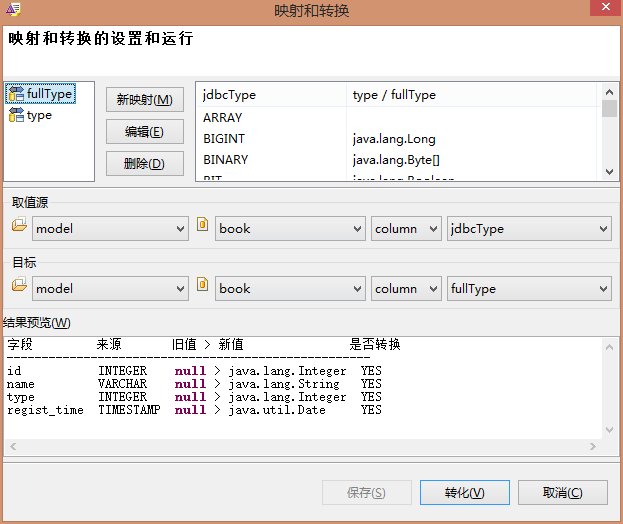 映射和转换
映射和转换的设置和运行
fullType
type
新映射(M)
编辑(E)
删除(D)
jdbcType type / fullType
ARRAY
BIGINT java.lang.Long
BINARY java.lang.Byte[]
BIT java.lang.Boolean
取值源
model book column jdbcType
目标
model book column fullType
结果预览(W)
字段 来源 旧值 > 新值 是否转换
id INTEGER null > java.lang.Integer YES
name VARCHAR null > java.lang.String YES
type INTEGER null > java.lang.Integer YES
regist_time TIMESTAMP null > java.util.Date YES
保存(S) 转化(V) 取消(C)